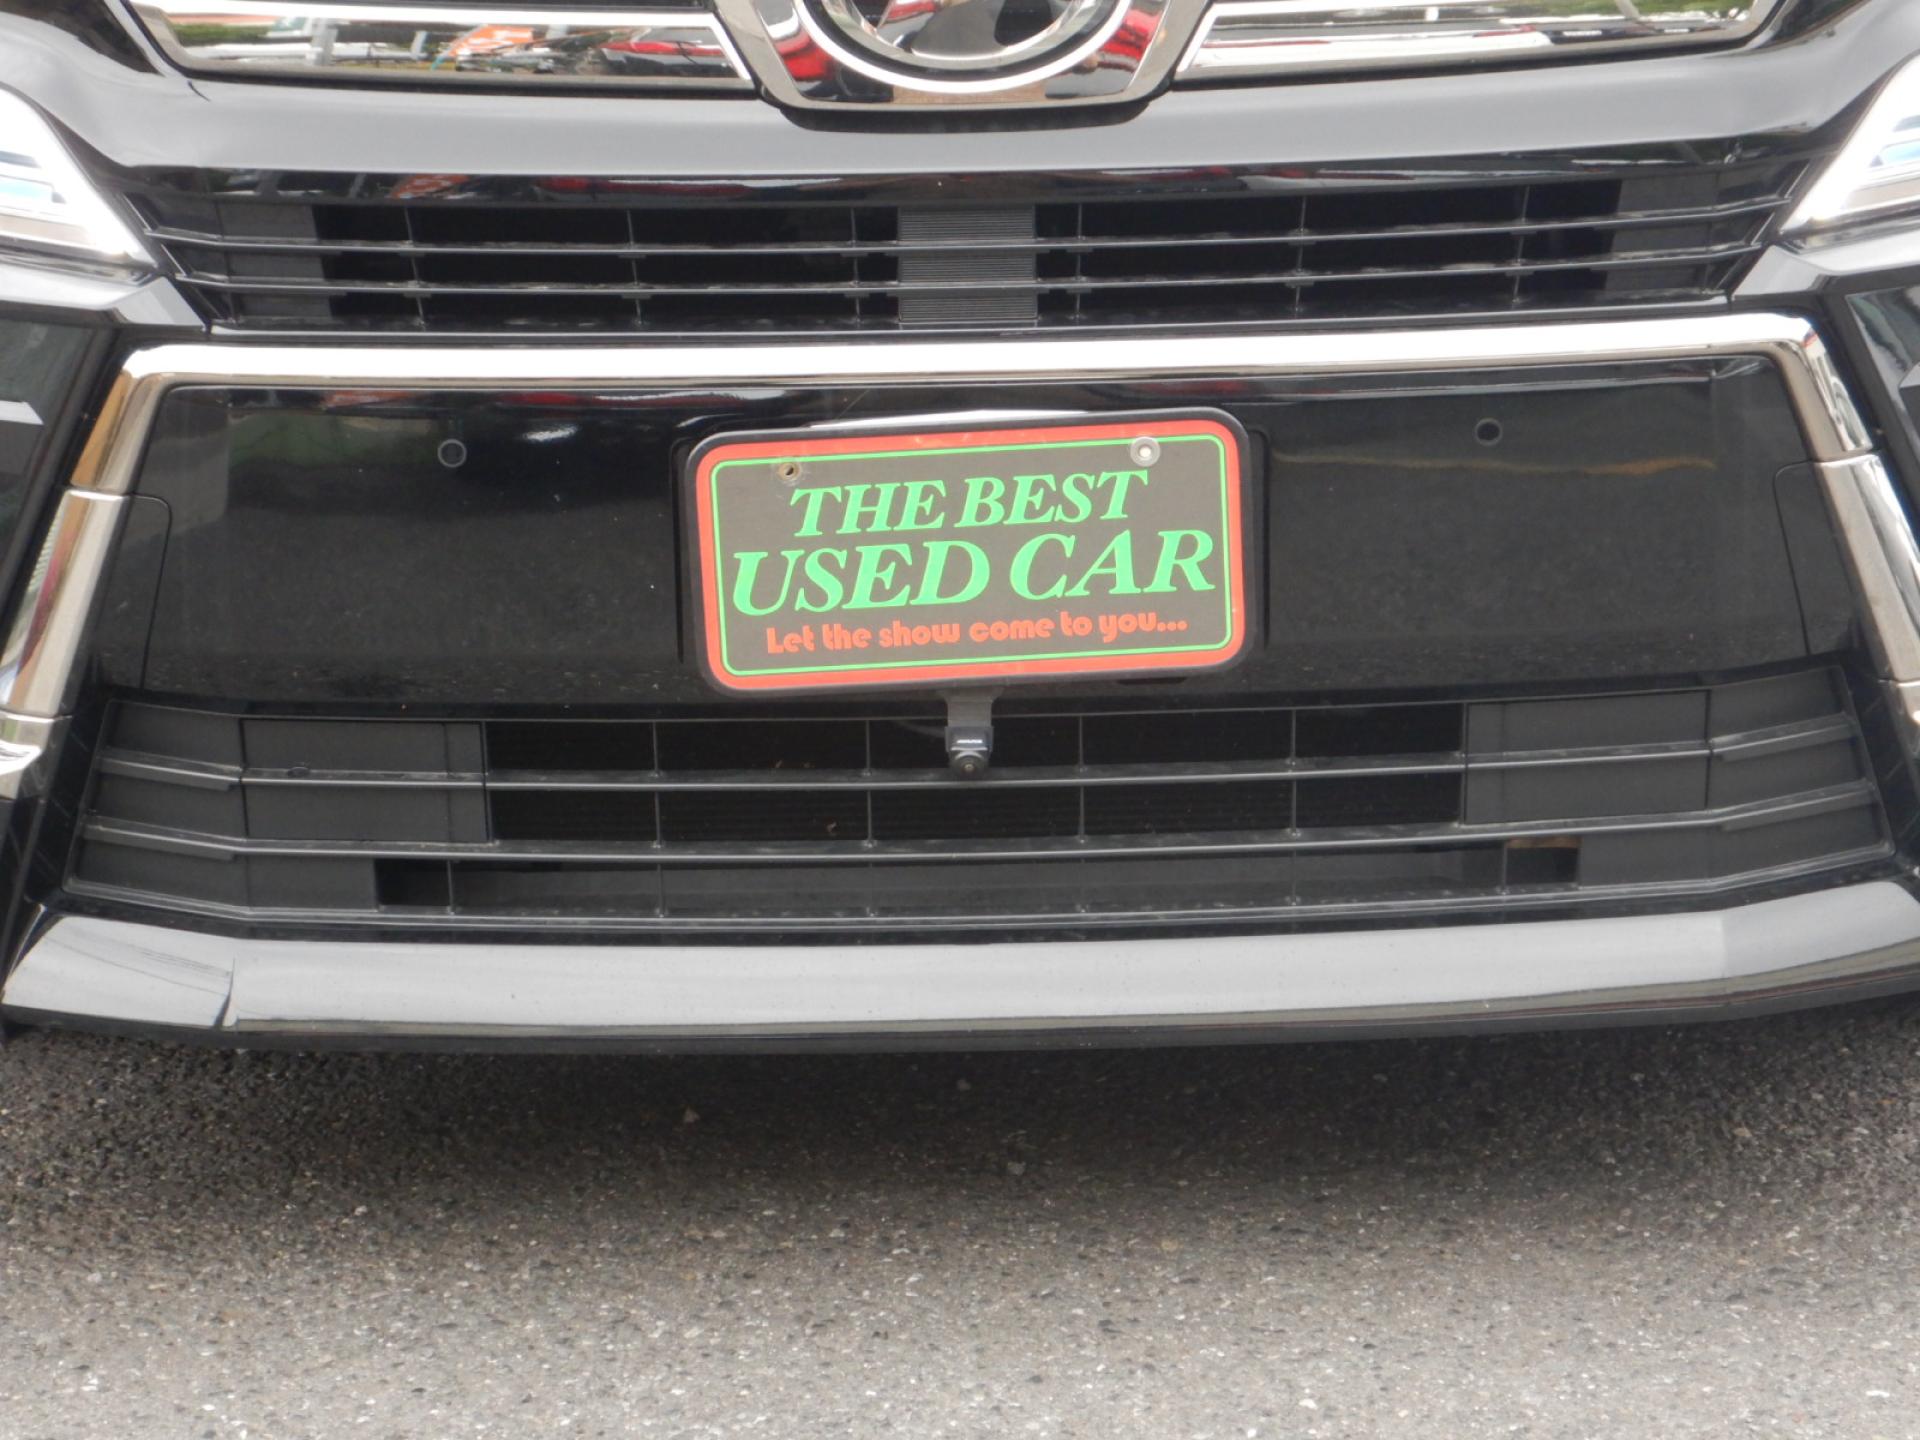 THE BEST
USED CAR
Let the show come to you...